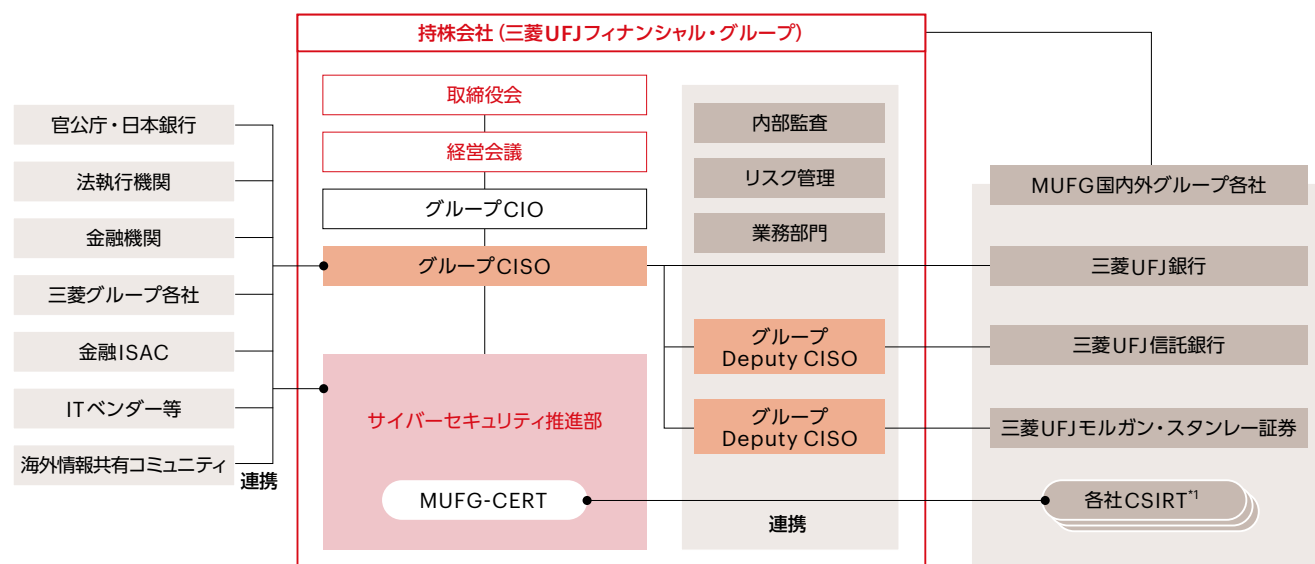 持株会社（三菱UFJフィナンシャル・グループ）
官公庁・日本銀行
法執行機関
金融機関
三菱グループ各社
金融ISAC
ITベンダー等
海外情報共有コミュニティ
連携
取締役会
経営会議
グループCIO
グループCISO
サイバーセキュリティ推進部
MUFG-CERT
内部監査
リスク管理
業務部門
グループ
Deputy CISO
グループ
Deputy CISO
連携
MUFG国内外グループ各社
三菱UFJ銀行
三菱UFJ信託銀行
三菱UFJモルガン・スタンレー証券
各社CSIRT*1